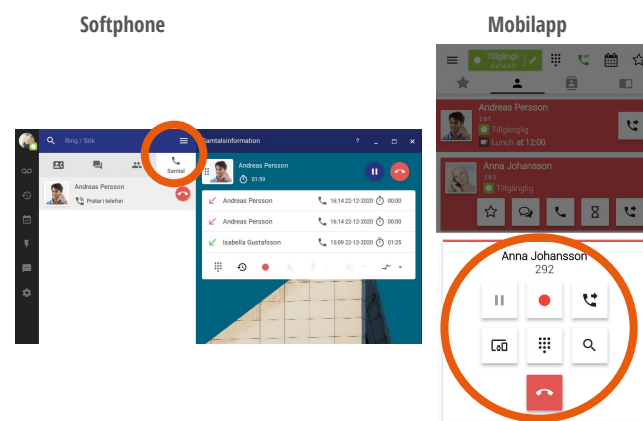 Softphone
Mobilapp
Ring / Sök
Samtal
Andreas Persson
Pratar i telefon
Samtalsinformation
?
Andreas Persson
01:59
Andreas Persson 16:14 22-12-2020 00:00
Andreas Persson 16:14 22-12-2020 00:00
Isabella Gustafsson 13:09 22-12-2020 01:25
Tillgängl
Default
Andreas Persson
291
Tillgänglig
Lunch at 12:00
Anna Johansson
292
Tillgänglig
Anna Johansson
292